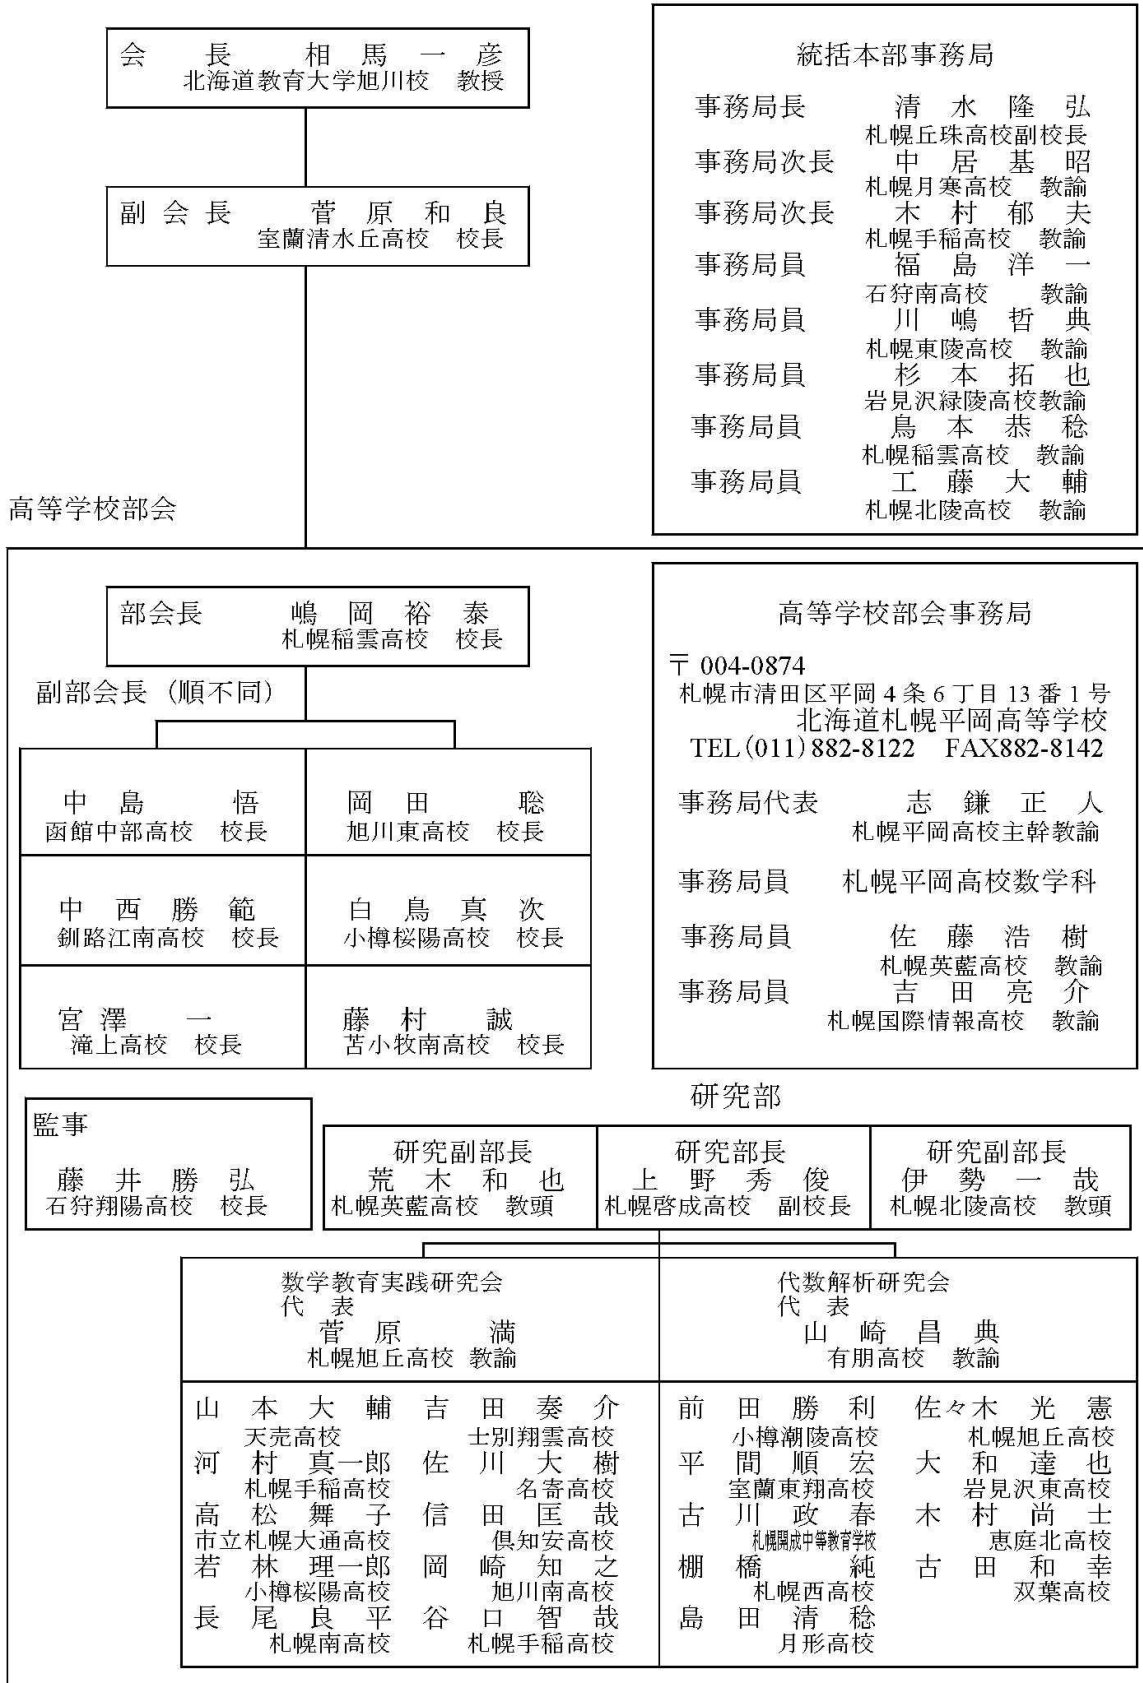 会長 相馬一彦
北海道教育大学旭川校 教授
副会長 菅原和良
室蘭清水丘高校 校長
統括本部事務局
事務局長 清水隆弘
札幌丘珠高校副校長
事務局次長 中居基昭
札幌月寒高校 教諭
事務局次長 木村郁夫
札幌手稲高校 教諭
事務局員 福島洋一
石狩南高校 教諭
事務局員 川嶋哲典
札幌東陵高校 教諭
事務局員 杉本拓也
岩見沢緑陵高校教諭
事務局員 鳥本恭稔
札幌稲雲高校 教諭
事務局員 工藤大輔
札幌北陵高校 教諭
高等学校部会
部会長 嶋岡裕泰
札幌稲雲高校 校長
副部会長（順不同）
中島悟
函館中部高校 校長
岡田聡
旭川東高校 校長
中西勝範
釧路江南高校 校長
白鳥真次
小樽桜陽高校 校長
宮澤一
滝上高校 校長
藤村誠
苫小牧南高校 校長
高等学校部会事務局
〒004-0874
札幌市清田区平岡4条6丁目13番1号
北海道札幌平岡高等学校
TEL(011)882-8122 FAX882-8142
事務局代表 志鎌正人
札幌平岡高校主幹教諭
事務局員 札幌平岡高校数学科
事務局員 佐藤浩樹
札幌英藍高校 教諭
事務局員 吉田亮介
札幌国際情報高校 教諭
監事
藤井勝弘
石狩翔陽高校 校長
研究部
研究副部長
荒木和也
札幌英藍高校 教頭
研究部長
上野秀俊
札幌啓成高校 副校長
研究副部長
伊勢一哉
札幌北陵高校 教頭
数学教育実践研究会
代表
菅原満
札幌旭丘高校 教諭
代数解析研究会
代表
山崎昌典
有朋高校 教諭
山本大輔 吉田奏介
天売高校 士別翔雲高校
河村真一郎 佐川大樹
札幌手稲高校 名寄高校
高松舞子 信田匡哉
市立札幌大通高校 倶知安高校
若林理一郎 岡崎知之
小樽桜陽高校 旭川南高校
長尾良平 谷口智哉
札幌南高校 札幌手稲高校
前田勝利 佐々木光憲
小樽潮陵高校 札幌旭丘高校
平間順宏 大和達也
室蘭東翔高校 岩見沢東高校
古川政春 木村尚士
札幌開成中等教育学校 恵庭北高校
棚橋純 古田和幸
札幌西高校 双葉高校
島田清稔
月形高校